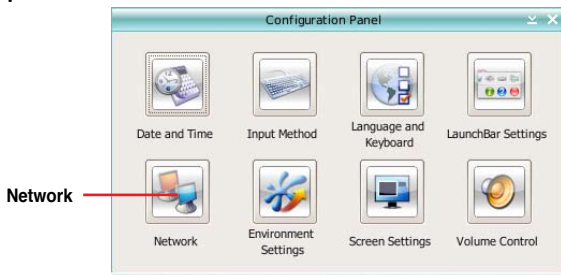 Configuration Panel
Date and Time
Input Method
Language and
Keyboard
LaunchBar Settings
Network
Network
Environment
Settings
Screen Settings
Volume Control